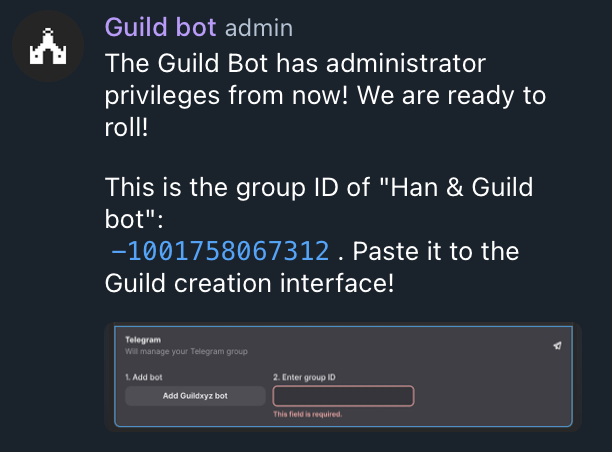 Guild bot admin
The Guild Bot has administrator
privileges from now! We are ready to
roll!
This is the group ID of "Han & Guild
bot":
–1001758067312 . Paste it to the
Guild creation interface!
Telegram
Will manage your Telegram group
1. Add bot
2. Enter group ID
Add Guildxyz bot
This field is required.